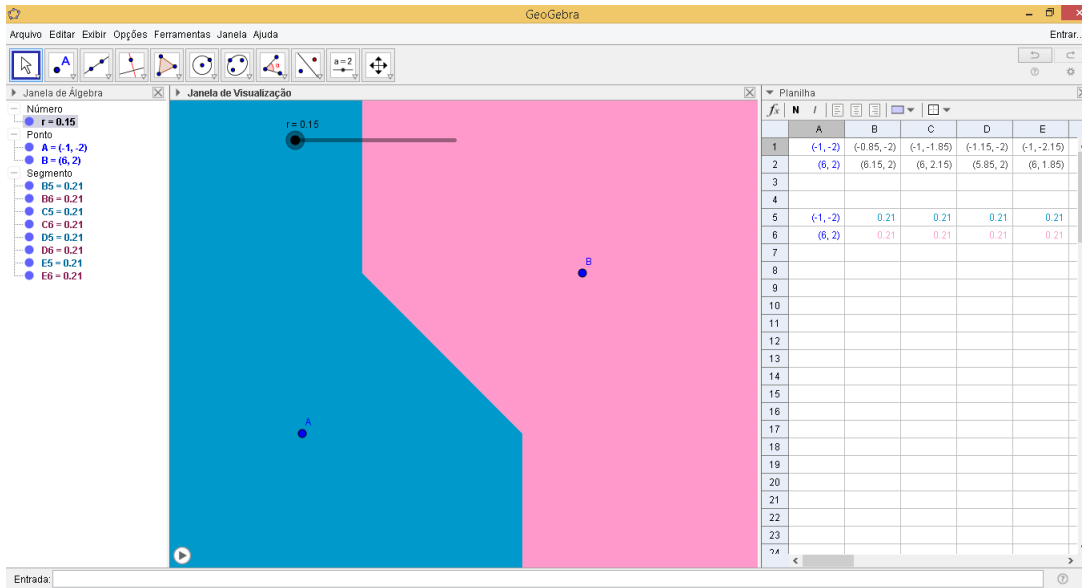 GeoGebra
Arquivo Editar Exibir Opções Ferramentas Janela Ajuda Entrar...
A a=2
Janela de Álgebra
Número
r = 0.15
Ponto
A = (-1, -2)
B = (6, 2)
Segmento
B5 = 0.21
B6 = 0.21
C5 = 0.21
C6 = 0.21
D5 = 0.21
D6 = 0.21
E5 = 0.21
E6 = 0.21
Janela de Visualização
r = 0.15
B
A
Planilha
fx N I
A B C D E
1 (-1, -2) (-0.85, -2) (-1, -1.85) (-1.15, -2) (-1, -2.15)
2 (6, 2) (6.15, 2) (6, 2.15) (5.85, 2) (6, 1.85)
3
4
5 (-1, -2) 0.21 0.21 0.21 0.21
6 (6, 2) 0.21 0.21 0.21 0.21
7
8
9
10
11
12
13
14
15
16
17
18
19
20
21
22
23
24
Entrada: